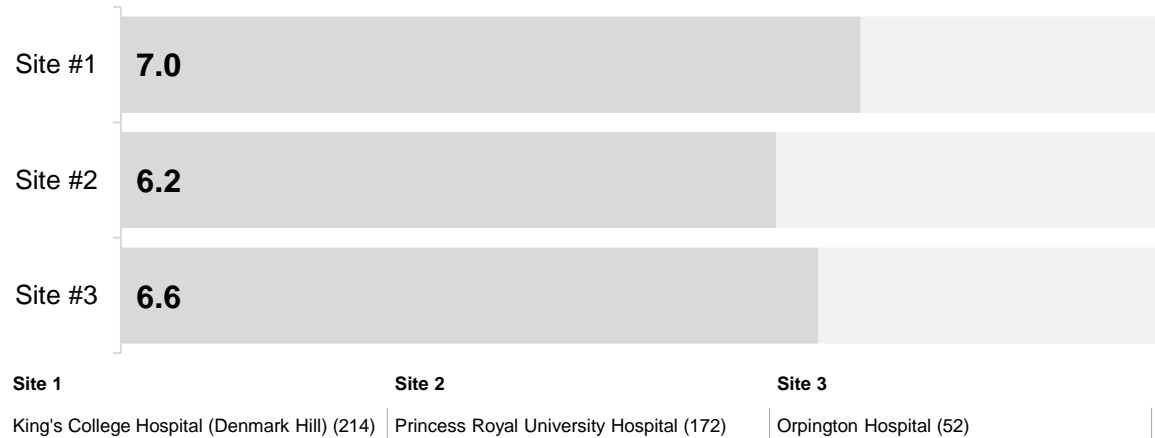 Site #1 7.0
Site #2 6.2
Site #3 6.6
Site 1 Site 2 Site 3
King's College Hospital (Denmark Hill) (214) Princess Royal University Hospital (172) Orpington Hospital (52)